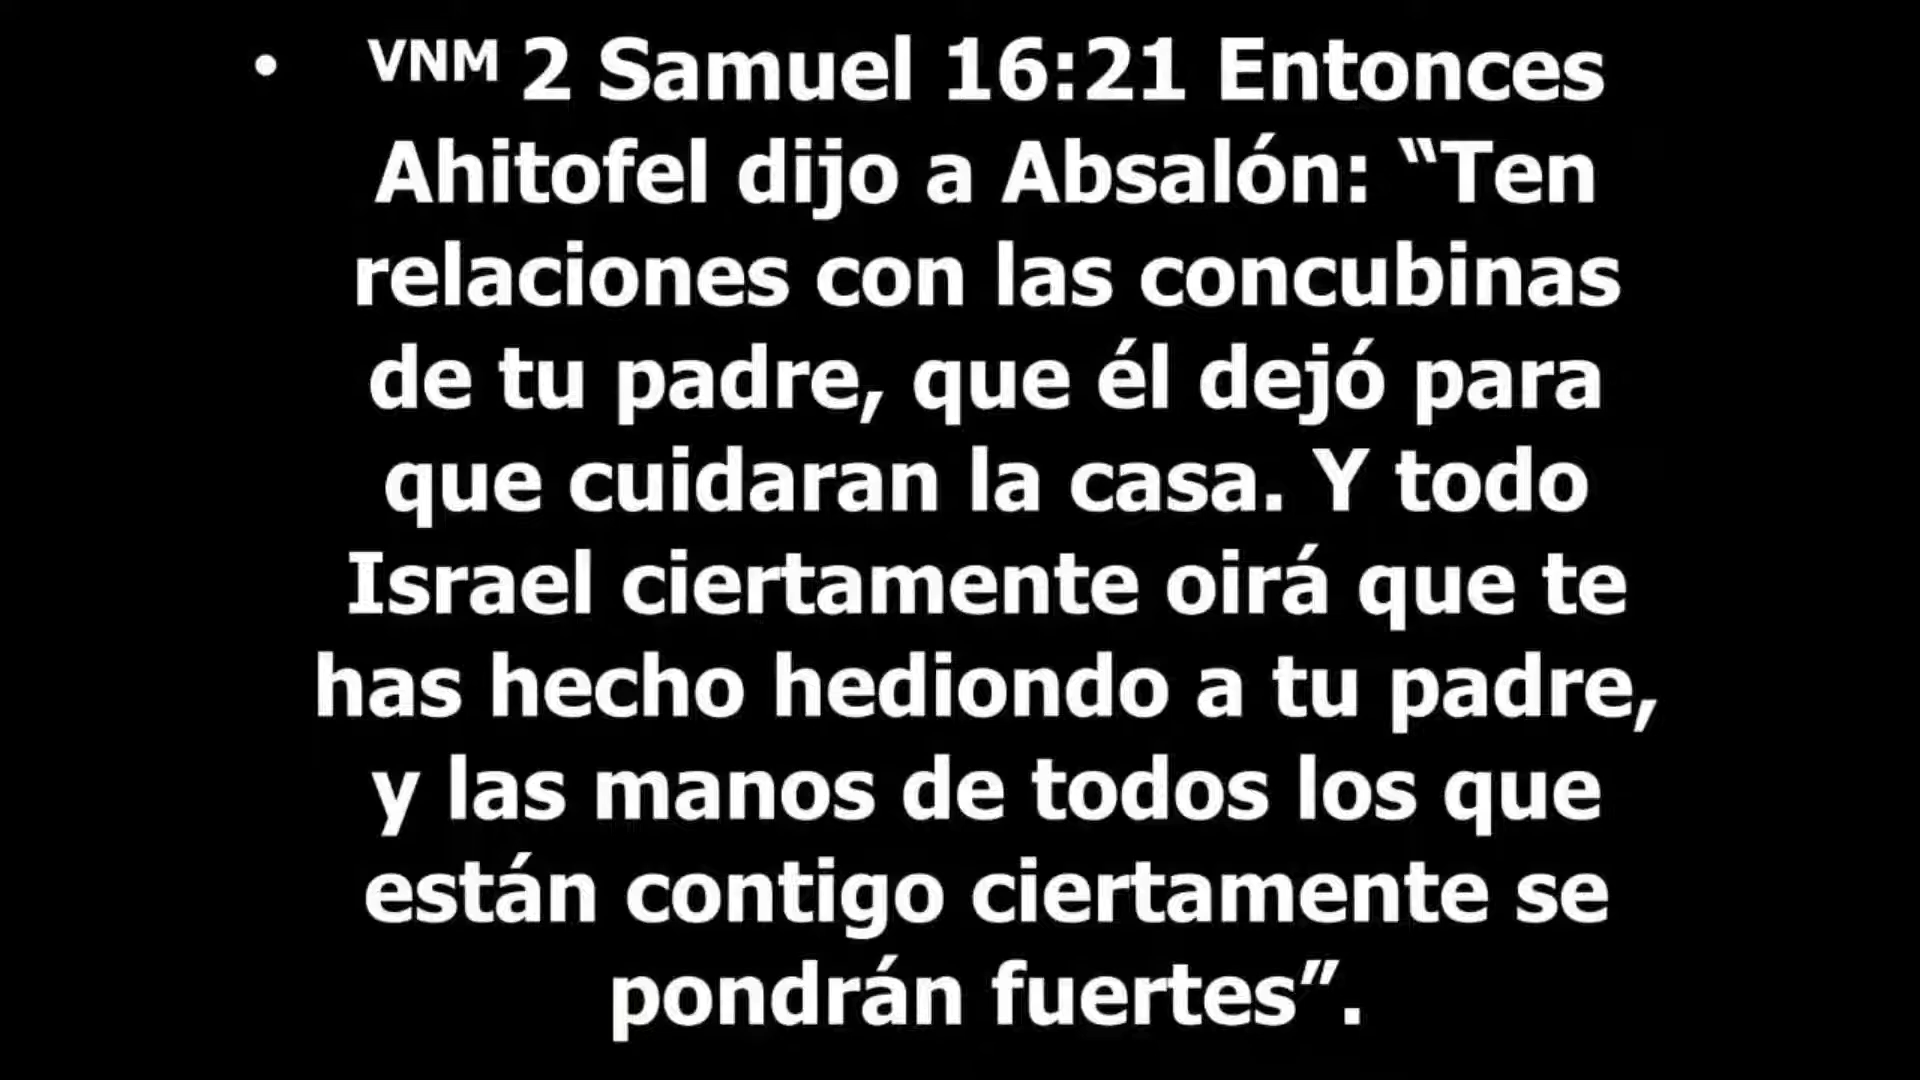 • VNM 2 Samuel 16:21 Entonces
Ahitofel dijo a Absalón: “Ten
relaciones con las concubinas
de tu padre, que él dejó para
que cuidaran la casa. Y todo
Israel ciertamente oirá que te
has hecho hediondo a tu padre,
y las manos de todos los que
están contigo ciertamente se
pondrán fuertes”.